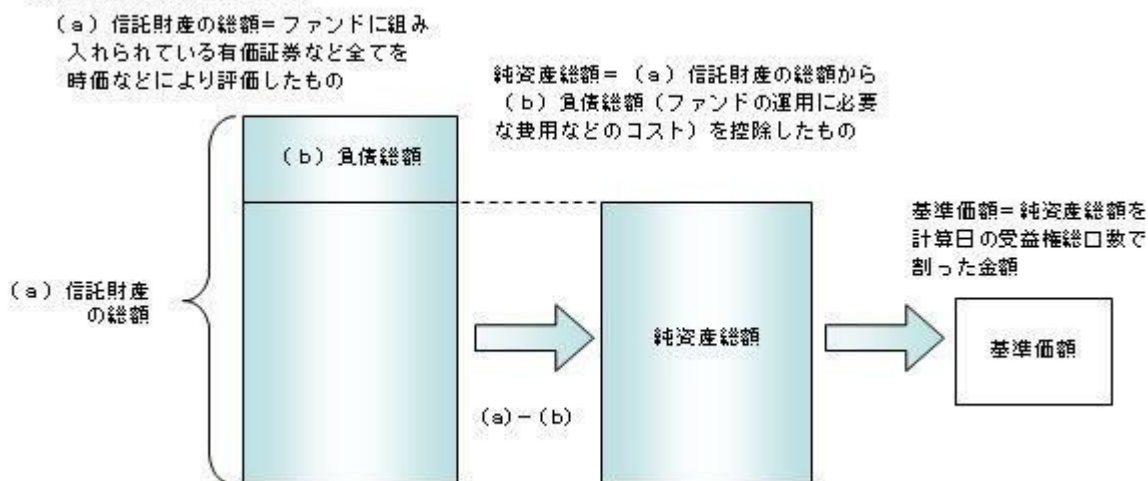 （a）信託財産の総額＝ファンドに組み
入れられている有価証券など全てを
時価などにより評価したもの
純資産総額＝（a）信託財産の総額から
（b）負債総額（ファンドの運用に必要
な費用などのコスト）を控除したもの
（b）負債総額
基準価額＝純資産総額を
計算日の受益権総口数で
割った金額
（a）信託財産
の総額
純資産総額
基準価額
（a）－（b）